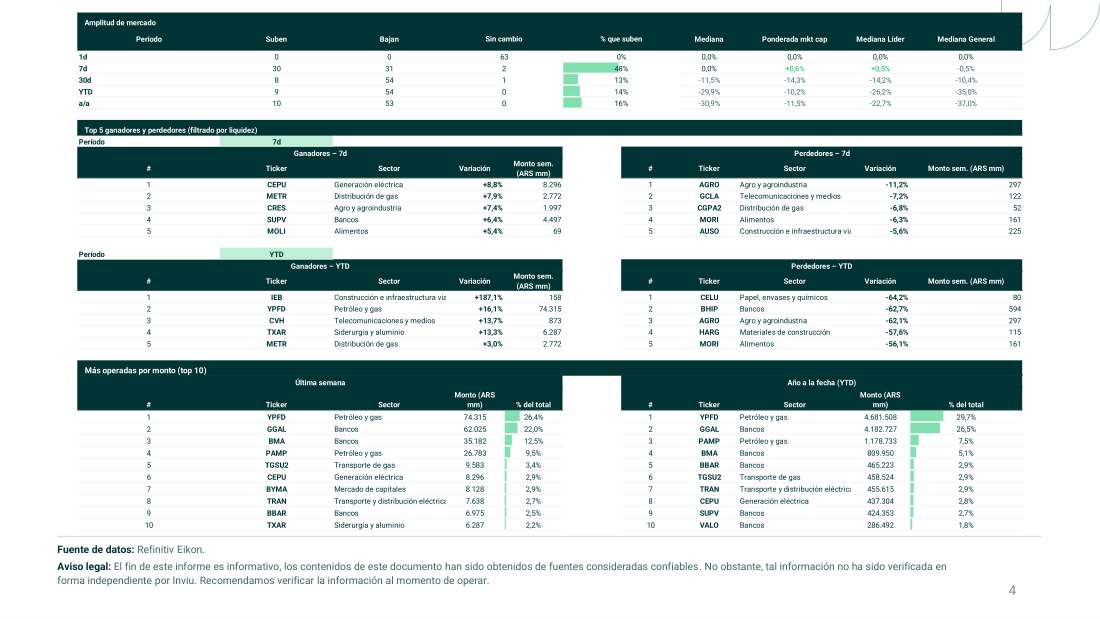 Amplitud de mercado
Período Suben Bajan Sin cambio % que suben Mediana Ponderada mkt cap Mediana Líder Mediana General
1d 0 0 63 0% 0,0% 0,0% 0,0% 0,0%
7d 30 31 2 48% 0,0% +0,6% +0,5% -0,5%
30d 8 54 1 13% -11,5% -14,3% -14,2% -10,4%
YTD 9 54 0 14% -29,9% -10,2% -26,2% -35,0%
a/a 10 53 0 16% -30,9% -11,5% -22,7% -37,0%
Top 5 ganadores y perdedores (filtrado por liquidez)
Período 7d
Ganadores – 7d Perdedores – 7d
# Ticker Sector Variación Monto sem. (ARS mm) # Ticker Sector Variación Monto sem. (ARS mm)
1 CEPU Generación eléctrica +8,8% 8.296 1 AGRO Agro y agroindustria -11,2% 297
2 METR Distribución de gas +7,9% 2.772 2 GCLA Telecomunicaciones y medios -7,2% 122
3 CRES Agro y agroindustria +7,4% 1.997 3 CGPA2 Distribución de gas -6,8% 52
4 SUPV Bancos +6,4% 4.497 4 MORI Alimentos -6,3% 161
5 MOLI Alimentos +5,4% 69 5 AUSO Construcción e infraestructura via -5,6% 225
Período YTD
Ganadores – YTD Perdedores – YTD
# Ticker Sector Variación Monto sem. (ARS mm) # Ticker Sector Variación Monto sem. (ARS mm)
1 IEB Construcción e infraestructura via +187,1% 158 1 CELU Papel, envases y químicos -64,2% 80
2 YPFD Petróleo y gas +16,1% 74.315 2 BHIP Bancos -62,7% 594
3 CVH Telecomunicaciones y medios +13,7% 873 3 AGRO Agro y agroindustria -62,1% 297
4 TXAR Siderurgia y aluminio +13,3% 6.287 4 HARG Materiales de construcción -57,6% 115
5 METR Distribución de gas +3,0% 2.772 5 MORI Alimentos -56,1% 161
Más operadas por monto (top 10)
Última semana Año a la fecha (YTD)
# Ticker Sector Monto (ARS mm) % del total # Ticker Sector Monto (ARS mm) % del total
1 YPFD Petróleo y gas 74.315 26,4% 1 YPFD Petróleo y gas 4.681.508 29,7%
2 GGAL Bancos 62.025 22,0% 2 GGAL Bancos 4.182.727 26,5%
3 BMA Bancos 35.182 12,5% 3 PAMP Petróleo y gas 1.178.733 7,5%
4 PAMP Petróleo y gas 26.783 9,5% 4 BMA Bancos 809.950 5,1%
5 TGSU2 Transporte de gas 9.583 3,4% 5 BBAR Bancos 465.223 2,9%
6 CEPU Generación eléctrica 8.296 2,9% 6 TGSU2 Transporte de gas 458.524 2,9%
7 BYMA Mercado de capitales 8.128 2,9% 7 TRAN Transporte y distribución eléctrica 455.615 2,9%
8 TRAN Transporte y distribución eléctrica 7.638 2,7% 8 CEPU Generación eléctrica 437.304 2,8%
9 BBAR Bancos 6.975 2,5% 9 SUPV Bancos 424.353 2,7%
10 TXAR Siderurgia y aluminio 6.287 2,2% 10 VALO Bancos 286.492 1,8%
Fuente de datos: Refinitiv Eikon.
Aviso legal: El fin de este informe es informativo, los contenidos de este documento han sido obtenidos de fuentes consideradas confiables. No obstante, tal información no ha sido verificada en
forma independiente por Inviu. Recomendamos verificar la información al momento de operar.
4